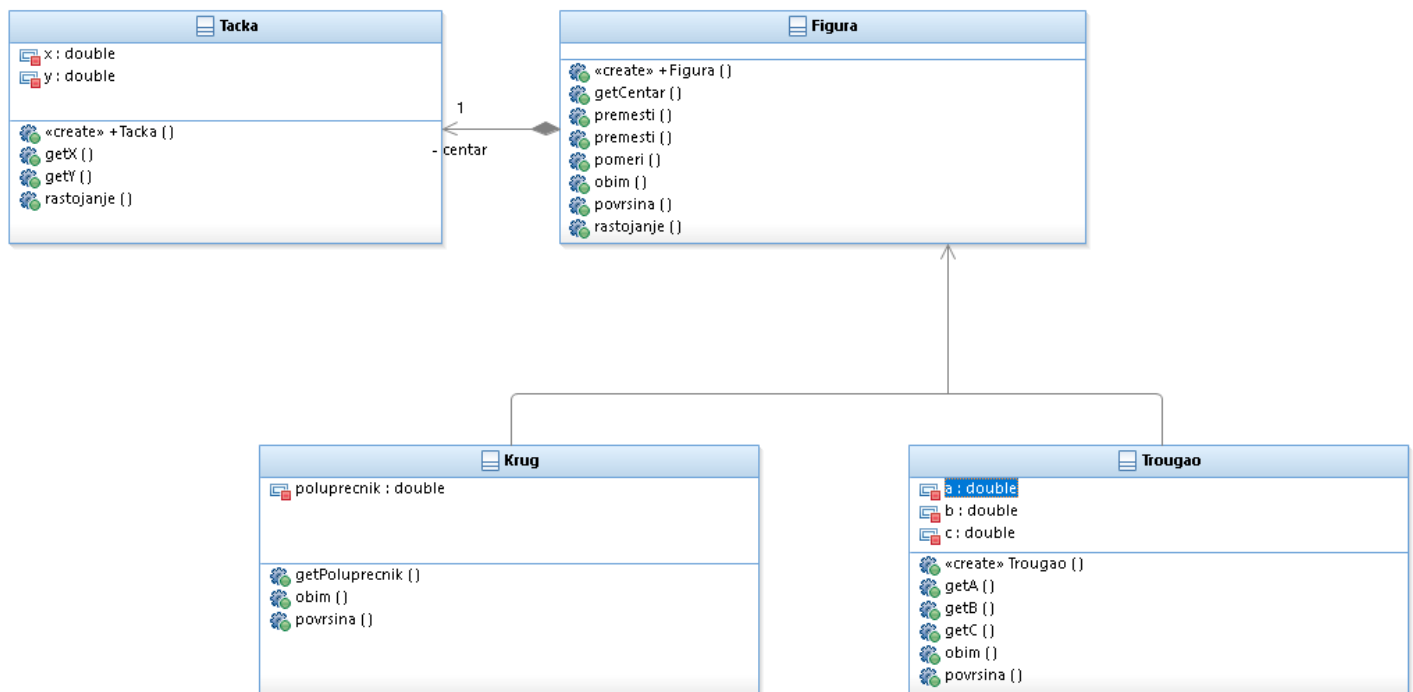 Tacka
x : double
y : double
«create» +Tacka ( )
getX ( )
getY ( )
rastojanje ( )
1
- centar
Figura
«create» +Figura ( )
getCentar ( )
premesti ( )
premesti ( )
pomeri ( )
obim ( )
povrsina ( )
rastojanje ( )
Krug
poluprecnik : double
getPoluprecnik ( )
obim ( )
povrsina ( )
Trougao
a : double
b : double
c : double
«create» Trougao ( )
getA ( )
getB ( )
getC ( )
obim ( )
povrsina ( )